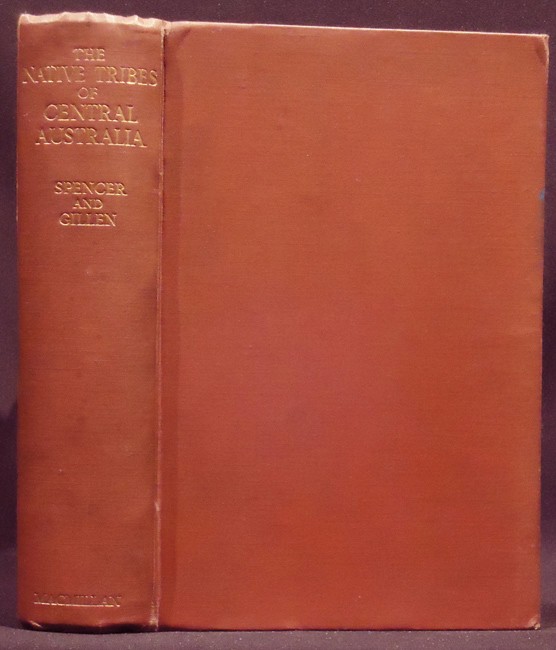 THE
NATIVE TRIBES
OF
CENTRAL
AUSTRALIA
SPENCER
AND
GILLEN
MACMILLAN